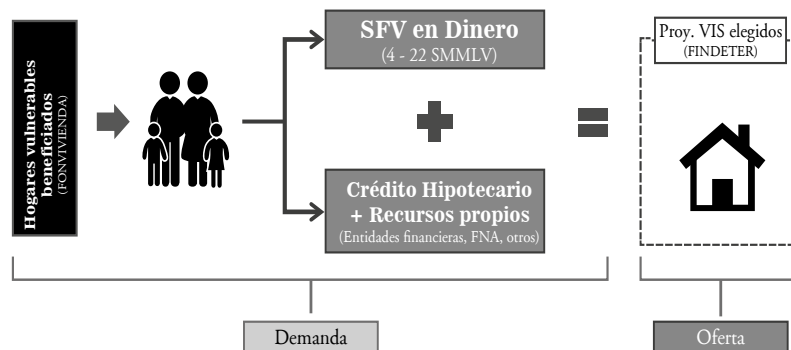 Hogares vulnerables
beneficiados
(FONVIVIENDA)
SFV en Dinero
(4 - 22 SMMLV)
Crédito Hipotecario
+ Recursos propios
(Entidades financieras, FNA, otros)
Proy. VIS elegidos
(FINDETER)
Demanda
Oferta